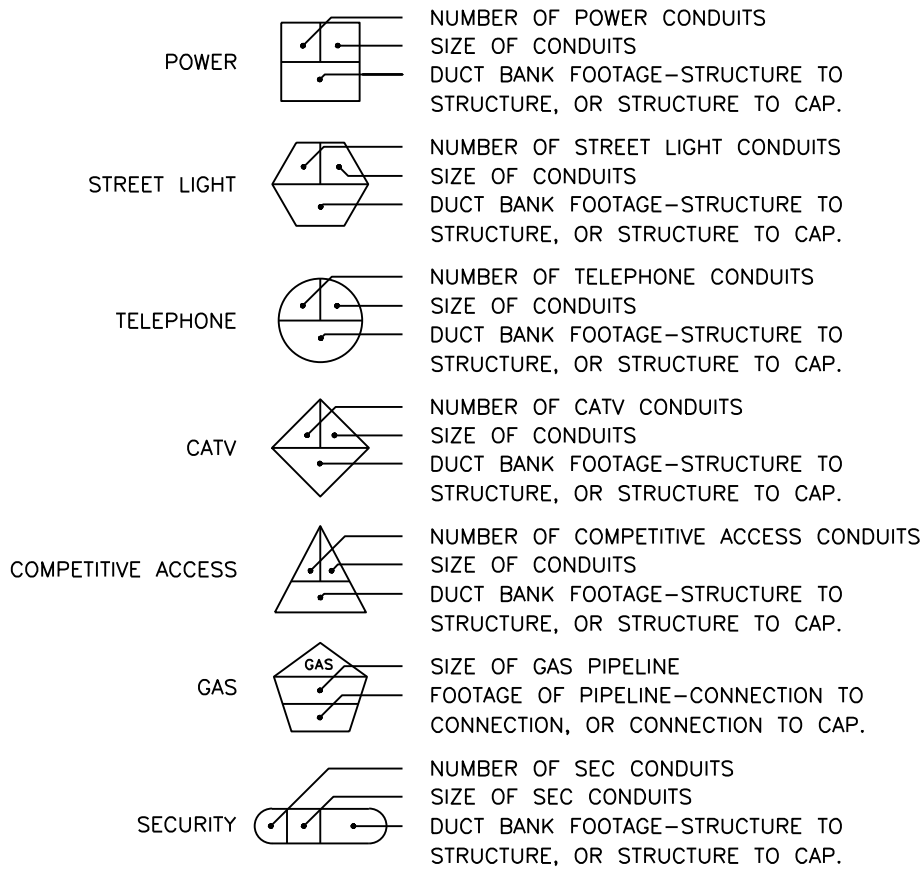 POWER
NUMBER OF POWER CONDUITS
SIZE OF CONDUITS
DUCT BANK FOOTAGE-STRUCTURE TO
STRUCTURE, OR STRUCTURE TO CAP.
STREET LIGHT
NUMBER OF STREET LIGHT CONDUITS
SIZE OF CONDUITS
DUCT BANK FOOTAGE-STRUCTURE TO
STRUCTURE, OR STRUCTURE TO CAP.
TELEPHONE
NUMBER OF TELEPHONE CONDUITS
SIZE OF CONDUITS
DUCT BANK FOOTAGE-STRUCTURE TO
STRUCTURE, OR STRUCTURE TO CAP.
CATV
NUMBER OF CATV CONDUITS
SIZE OF CONDUITS
DUCT BANK FOOTAGE-STRUCTURE TO
STRUCTURE, OR STRUCTURE TO CAP.
COMPETITIVE ACCESS
NUMBER OF COMPETITIVE ACCESS CONDUITS
SIZE OF CONDUITS
DUCT BANK FOOTAGE-STRUCTURE TO
STRUCTURE, OR STRUCTURE TO CAP.
GAS
GAS
SIZE OF GAS PIPELINE
FOOTAGE OF PIPELINE-CONNECTION TO
CONNECTION, OR CONNECTION TO CAP.
SECURITY
NUMBER OF SEC CONDUITS
SIZE OF SEC CONDUITS
DUCT BANK FOOTAGE-STRUCTURE TO
STRUCTURE, OR STRUCTURE TO CAP.